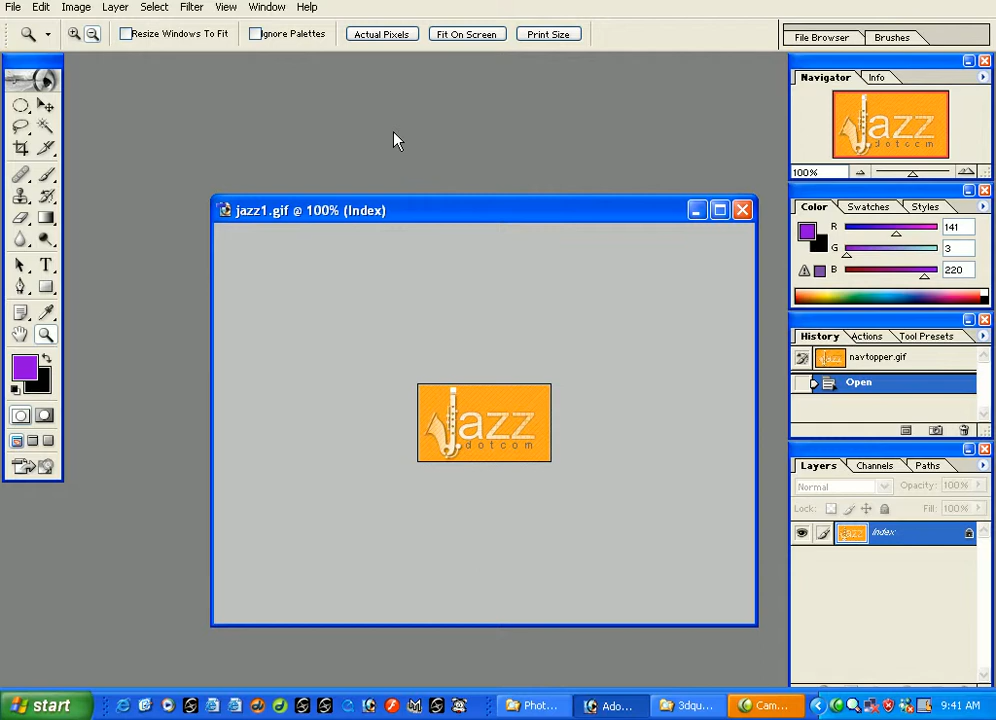 File Edit Image Layer Select Filter View Window Help
Resize Windows To Fit Ignore Palettes Actual Pixels Fit On Screen Print Size File Browser Brushes
Navigator Info
jazz
dotcom
100%
jazz1.gif @ 100% (Index)
jazz
dotcom
Color Swatches Styles
R 141
G 3
B 220
History Actions Tool Presets
navtopper.gif
Open
Layers Channels Paths
Normal Opacity: 100%
Lock: Fill: 100%
Index
start Phot... Ado... 3dqu... Cam... 9:41 AM